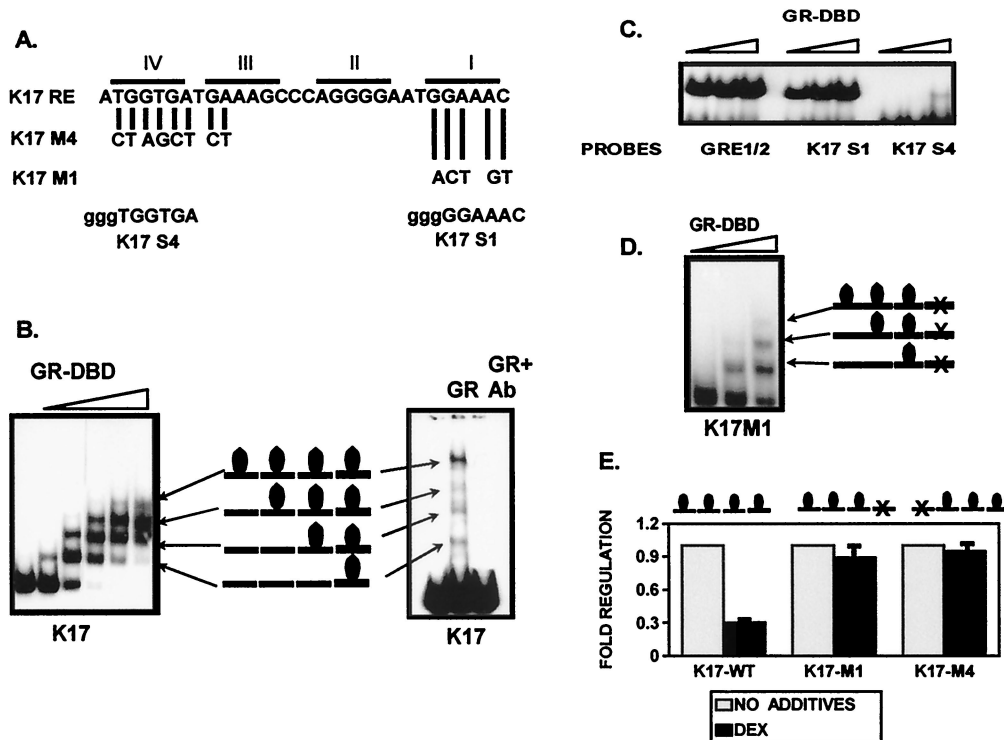 A.
IV III II I
K17 RE ATGGTGATGAAAGCCCAGGGGAATGGAAAC
K17 M4 CT AGCT CT
K17 M1 ACT GT
gggTGGTGA gggGGAAAC
K17 S4 K17 S1
B.
GR-DBD
GR GR+ Ab
K17 K17
C.
GR-DBD
PROBES GRE1/2 K17 S1 K17 S4
D.
GR-DBD
K17M1
E.
FOLD REGULATION
1.2
0.9
0.6
0.3
0
K17-WT K17-M1 K17-M4
NO ADDITIVES
DEX